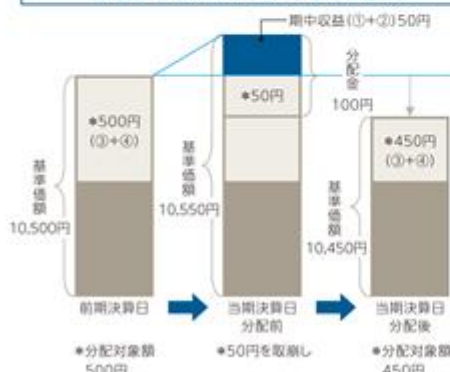 期中収益(①+②)50円
分配金
100円
*50円
*500円
(③+④)
*450円
(③+④)
基準価額
10,500円
基準価額
10,550円
基準価額
10,450円
前期決算日
当期決算日
分配前
当期決算日
分配後
*分配対象額
500円
*50円を取崩し
*分配対象額
450円